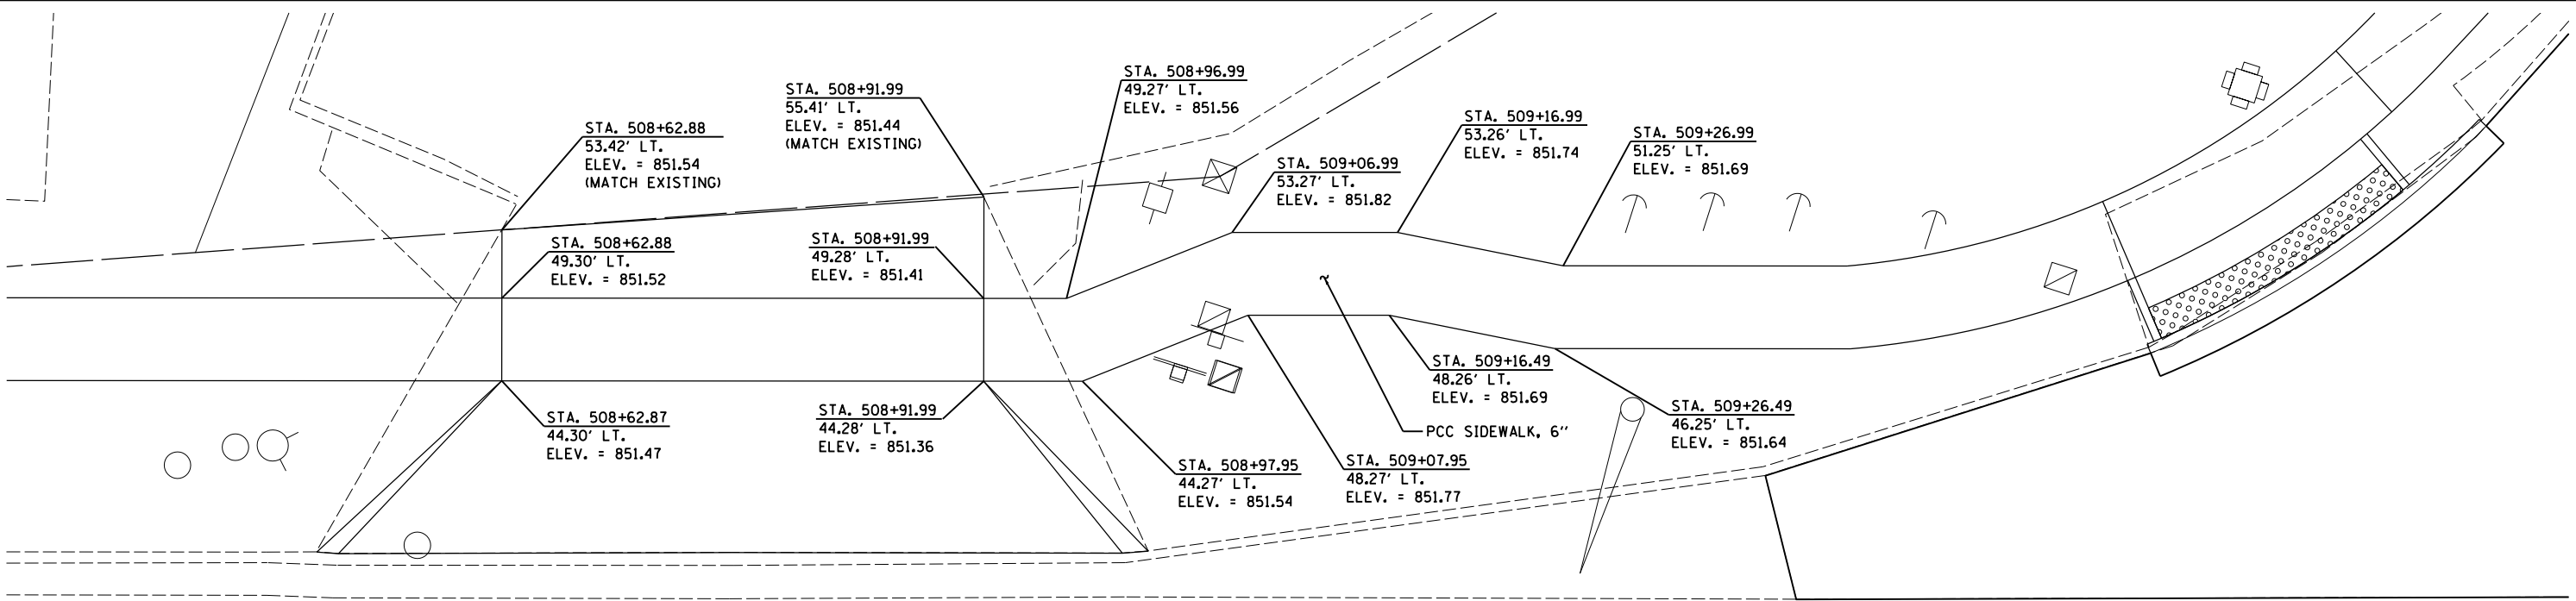 STA. 508+62.88
53.42' LT.
ELEV. = 851.54
(MATCH EXISTING)
STA. 508+91.99
55.41' LT.
ELEV. = 851.44
(MATCH EXISTING)
STA. 508+96.99
49.27' LT.
ELEV. = 851.56
STA. 509+06.99
53.27' LT.
ELEV. = 851.82
STA. 509+16.99
53.26' LT.
ELEV. = 851.74
STA. 509+26.99
51.25' LT.
ELEV. = 851.69
STA. 508+62.88
49.30' LT.
ELEV. = 851.52
STA. 508+91.99
49.28' LT.
ELEV. = 851.41
STA. 508+62.87
44.30' LT.
ELEV. = 851.47
STA. 508+91.99
44.28' LT.
ELEV. = 851.36
STA. 508+97.95
44.27' LT.
ELEV. = 851.54
STA. 509+07.95
48.27' LT.
ELEV. = 851.77
STA. 509+16.49
48.26' LT.
ELEV. = 851.69
PCC SIDEWALK, 6''
STA. 509+26.49
46.25' LT.
ELEV. = 851.64